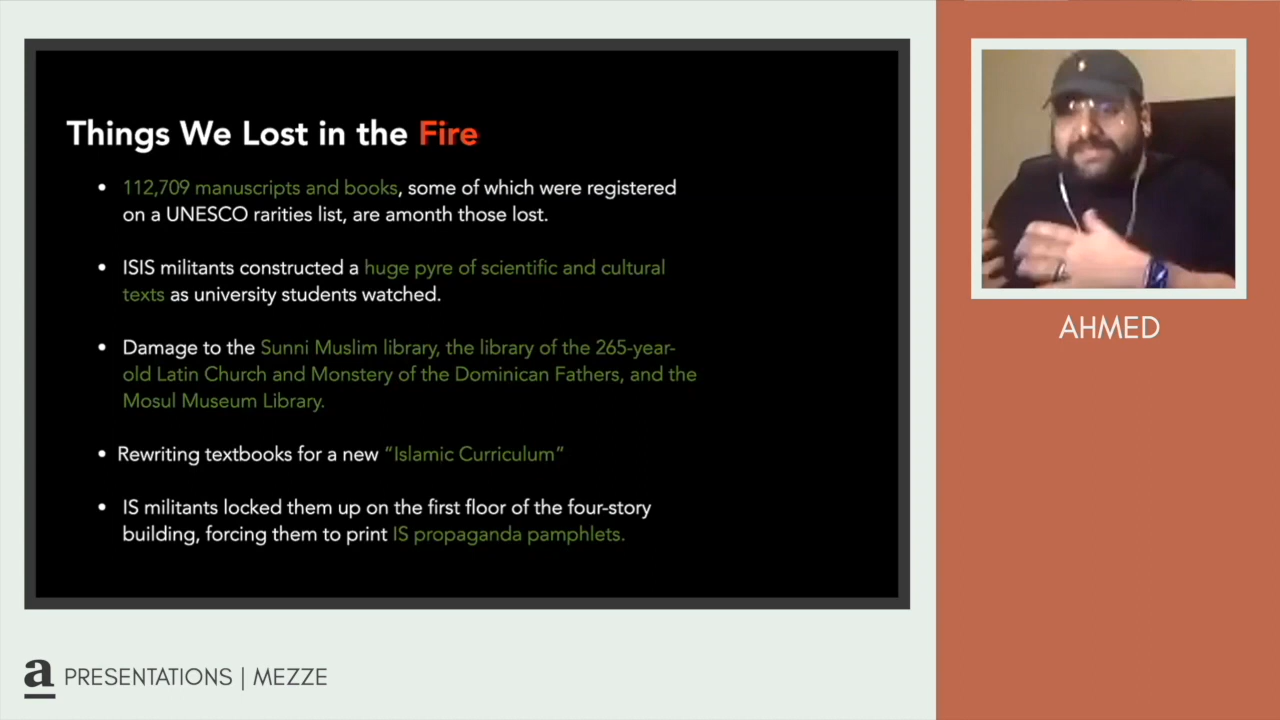 Things We Lost in the Fire
• 112,709 manuscripts and books, some of which were registered
on a UNESCO rarities list, are amonth those lost.
• ISIS militants constructed a huge pyre of scientific and cultural
texts as university students watched.
• Damage to the Sunni Muslim library, the library of the 265-year-
old Latin Church and Monstery of the Dominican Fathers, and the
Mosul Museum Library.
• Rewriting textbooks for a new “Islamic Curriculum”
• IS militants locked them up on the first floor of the four-story
building, forcing them to print IS propaganda pamphlets.
AHMED
a PRESENTATIONS | MEZZE